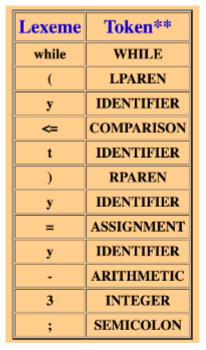 Lexeme Token**
while WHILE
( LPAREN
y IDENTIFIER
<= COMPARISON
t IDENTIFIER
) RPAREN
y IDENTIFIER
= ASSIGNMENT
y IDENTIFIER
- ARITHMETIC
3 INTEGER
; SEMICOLON